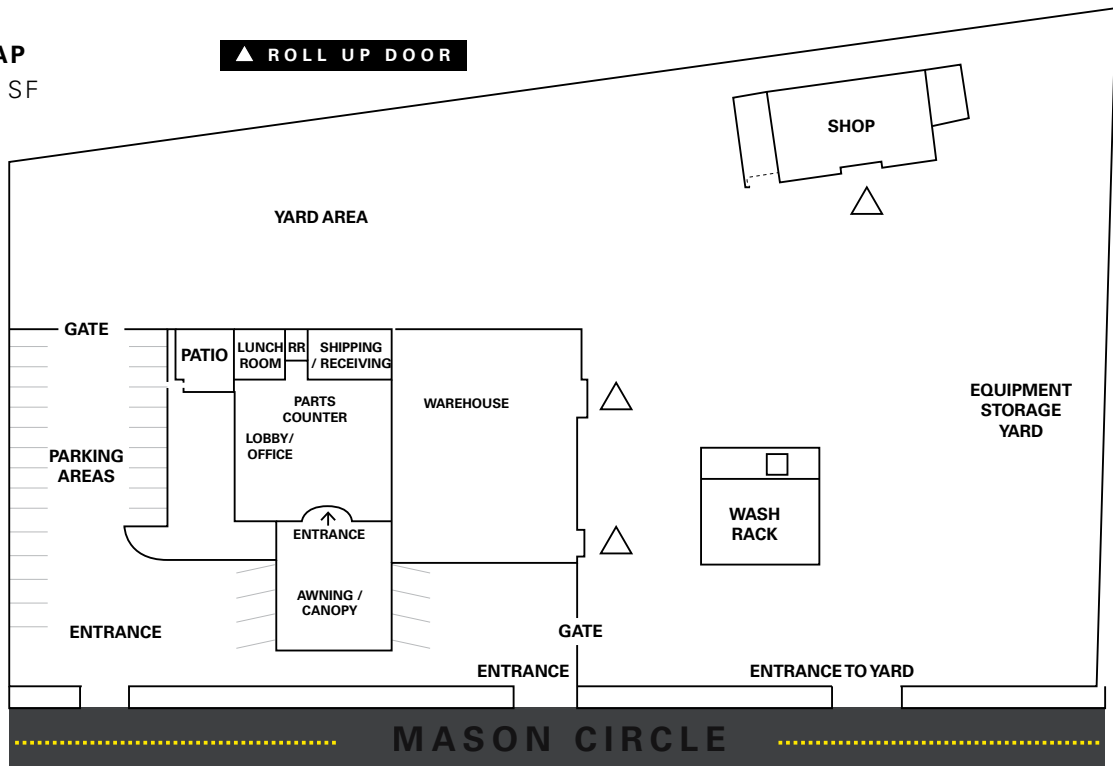 AP
SF
▲ ROLL UP DOOR
SHOP
YARD AREA
GATE
PATIO
LUNCH
ROOM
RR
SHIPPING
/ RECEIVING
PARTS
COUNTER
WAREHOUSE
LOBBY/
OFFICE
EQUIPMENT
STORAGE
YARD
PARKING
AREAS
WASH
RACK
ENTRANCE
AWNING /
CANOPY
ENTRANCE
GATE
ENTRANCE
ENTRANCE TO YARD
MASON CIRCLE